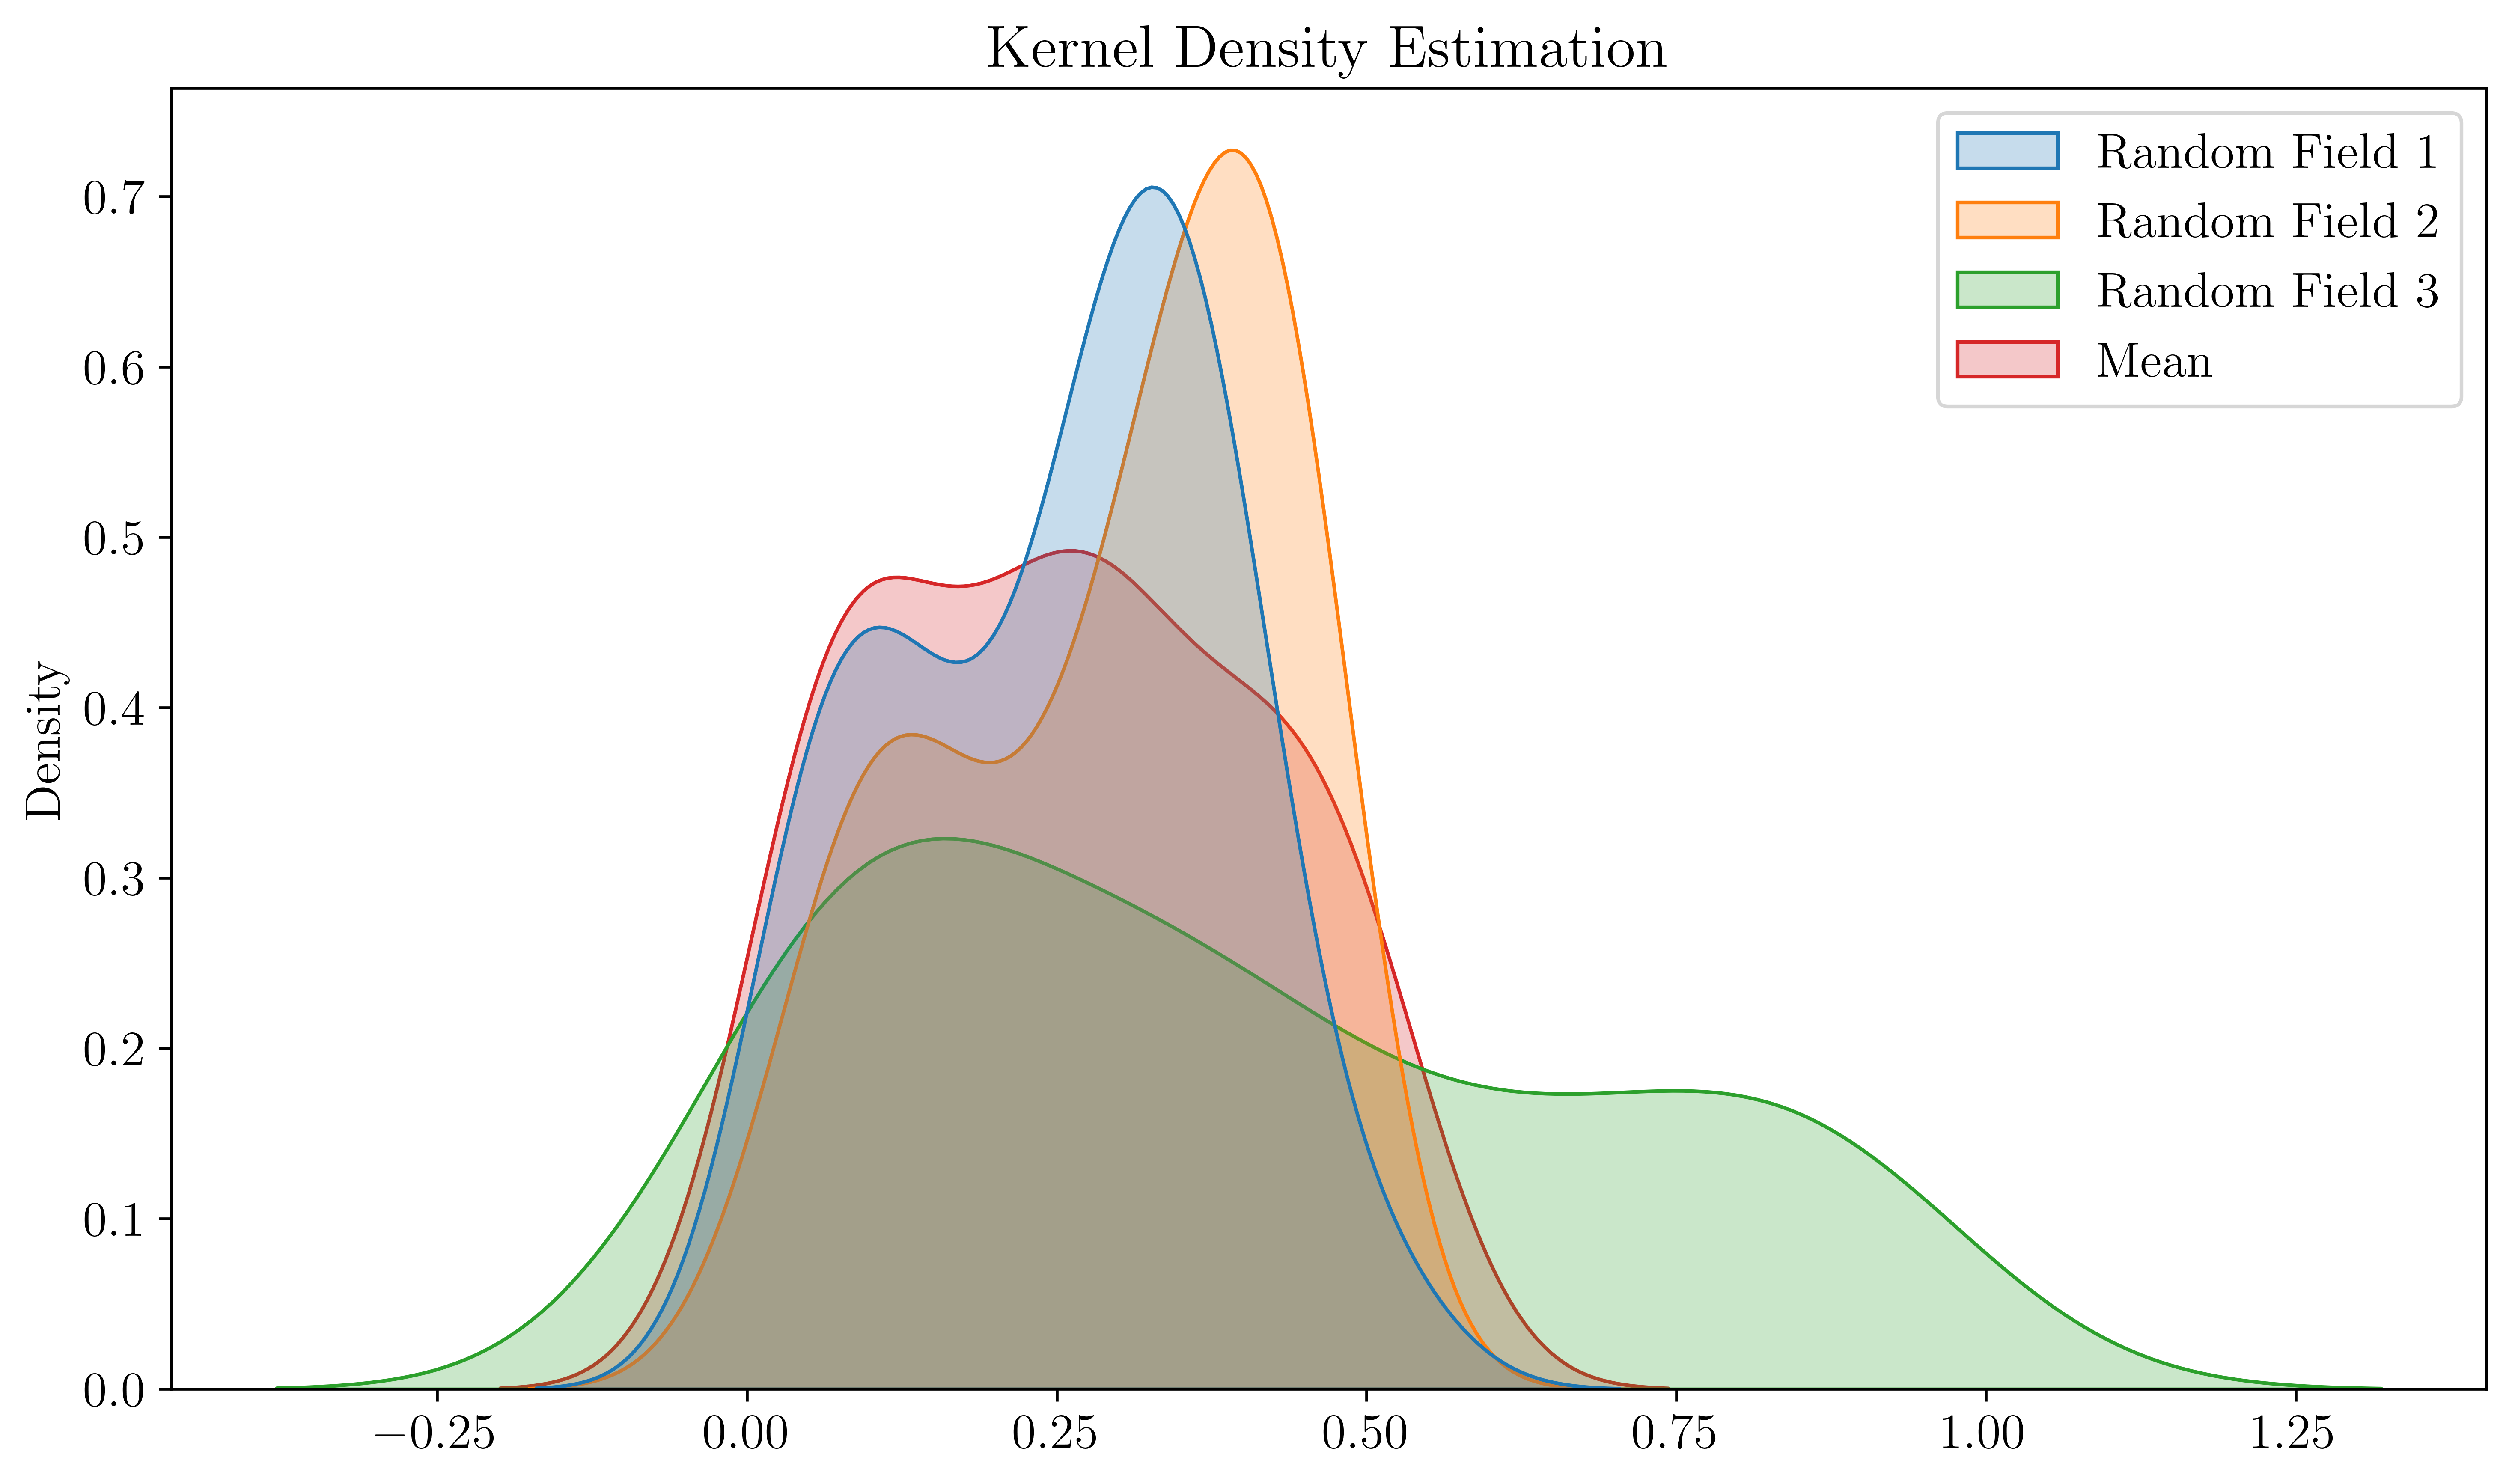 Kernel Density Estimation
Random Field 1
Random Field 2
Random Field 3
Mean
Density
0.7
0.6
0.5
0.4
0.3
0.2
0.1
0.0
−0.25 0.00 0.25 0.50 0.75 1.00 1.25